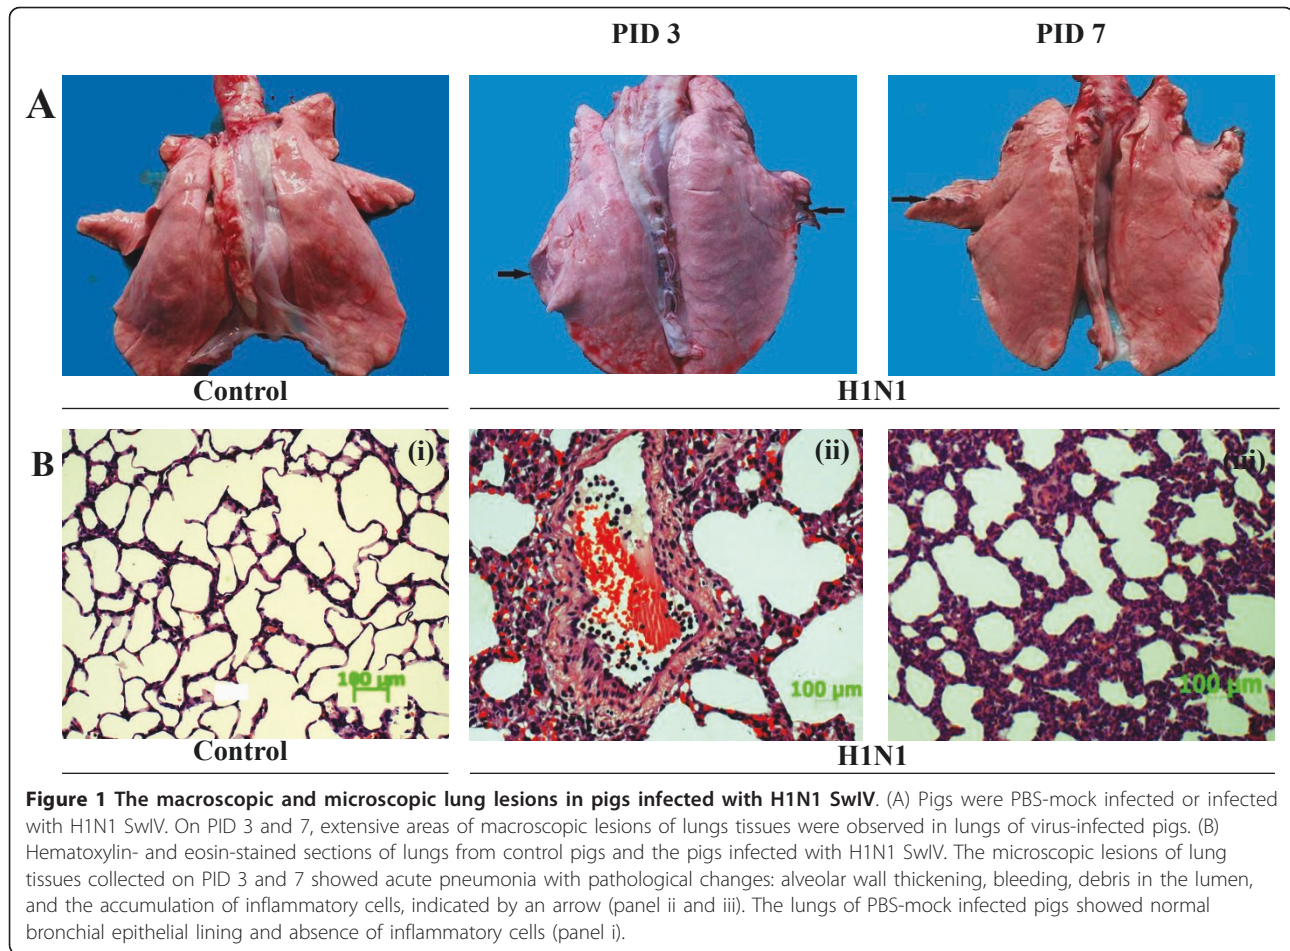 PID 3
PID 7
A
Control
H1N1
B
(i)
(ii)
(iii)
100 µm
100 µm
100 µm
Control
H1N1
Figure 1 The macroscopic and microscopic lung lesions in pigs infected with H1N1 SwIV. (A) Pigs were PBS-mock infected or infected
with H1N1 SwIV. On PID 3 and 7, extensive areas of macroscopic lesions of lungs tissues were observed in lungs of virus-infected pigs. (B)
Hematoxylin- and eosin-stained sections of lungs from control pigs and the pigs infected with H1N1 SwIV. The microscopic lesions of lung
tissues collected on PID 3 and 7 showed acute pneumonia with pathological changes: alveolar wall thickening, bleeding, debris in the lumen,
and the accumulation of inflammatory cells, indicated by an arrow (panel ii and iii). The lungs of PBS-mock infected pigs showed normal
bronchial epithelial lining and absence of inflammatory cells (panel i).